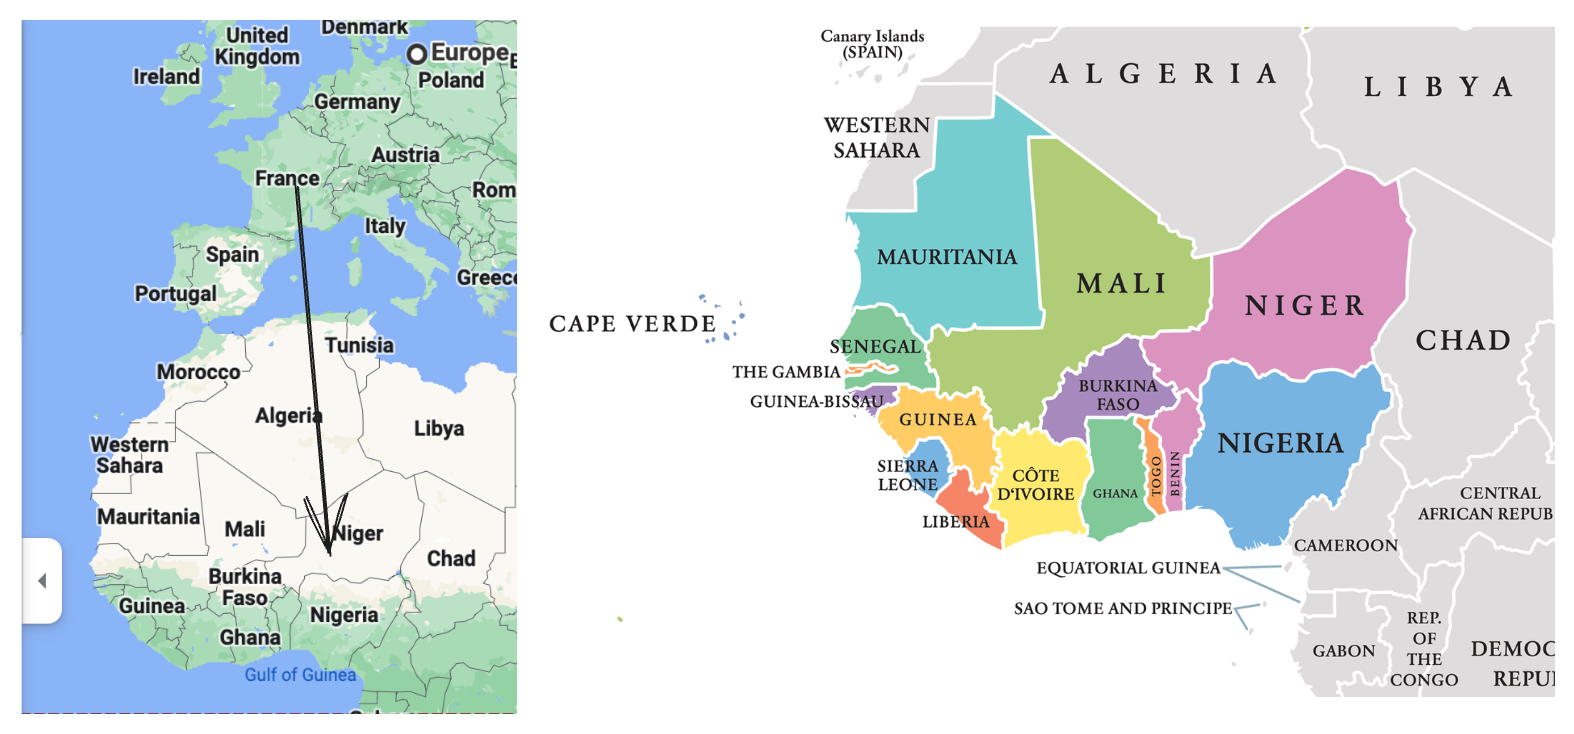 Denmark
United
Kingdom
Europe
Ireland
Poland
Germany
Austria
France
Rom
Italy
Spain
Greece
Portugal
Tunisia
Morocco
Algeria
Libya
Western
Sahara
Mauritania
Mali
Niger
Chad
Burkina
Faso
Guinea
Nigeria
Ghana
Gulf of Guinea
Canary Islands
(SPAIN)
ALGERIA
LIBYA
WESTERN
SAHARA
MAURITANIA
MALI
NIGER
CAPE VERDE
CHAD
SENEGAL
THE GAMBIA
GUINEA-BISSAU
BURKINA
FASO
GUINEA
NIGERIA
SIERRA
LEONE
CÔTE
D'IVOIRE
GHANA
TOGO
BENIN
LIBERIA
CENTRAL
AFRICAN REPUB
CAMEROON
EQUATORIAL GUINEA
SAO TOME AND PRINCIPE
GABON
REP.
OF
THE
CONGO
DEMOC
REPU